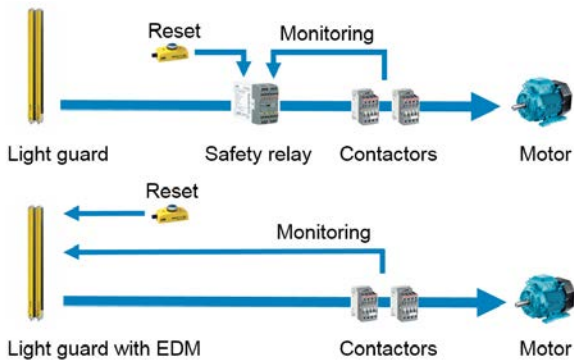 Reset
Monitoring
Light guard
Safety relay
Contactors
Motor
Reset
Monitoring
Light guard with EDM
Contactors
Motor